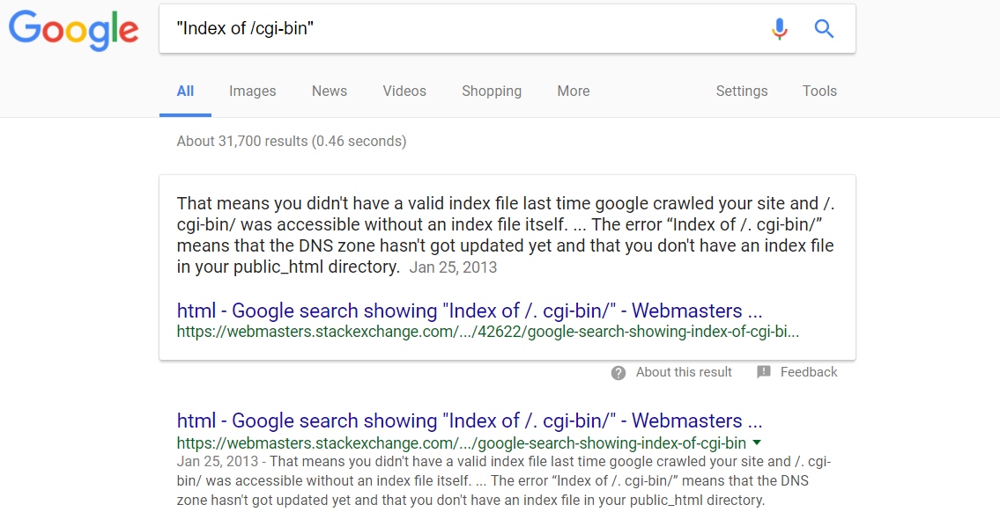 Google
"Index of /cgi-bin"
All Images News Videos Shopping More Settings Tools
About 31,700 results (0.46 seconds)
That means you didn't have a valid index file last time google crawled your site and /.
cgi-bin/ was accessible without an index file itself. ... The error “Index of /. cgi-bin/”
means that the DNS zone hasn't got updated yet and that you don't have an index file
in your public_html directory. Jan 25, 2013
html - Google search showing "Index of /. cgi-bin/" - Webmasters ...
https://webmasters.stackexchange.com/.../42622/google-search-showing-index-of-cgi-bi...
About this result Feedback
html - Google search showing "Index of /. cgi-bin/" - Webmasters ...
https://webmasters.stackexchange.com/.../google-search-showing-index-of-cgi-bin
Jan 25, 2013 - That means you didn't have a valid index file last time google crawled your site and /. cgi-
bin/ was accessible without an index file itself. ... The error “Index of /. cgi-bin/” means that the DNS
zone hasn't got updated yet and that you don't have an index file in your public_html directory.